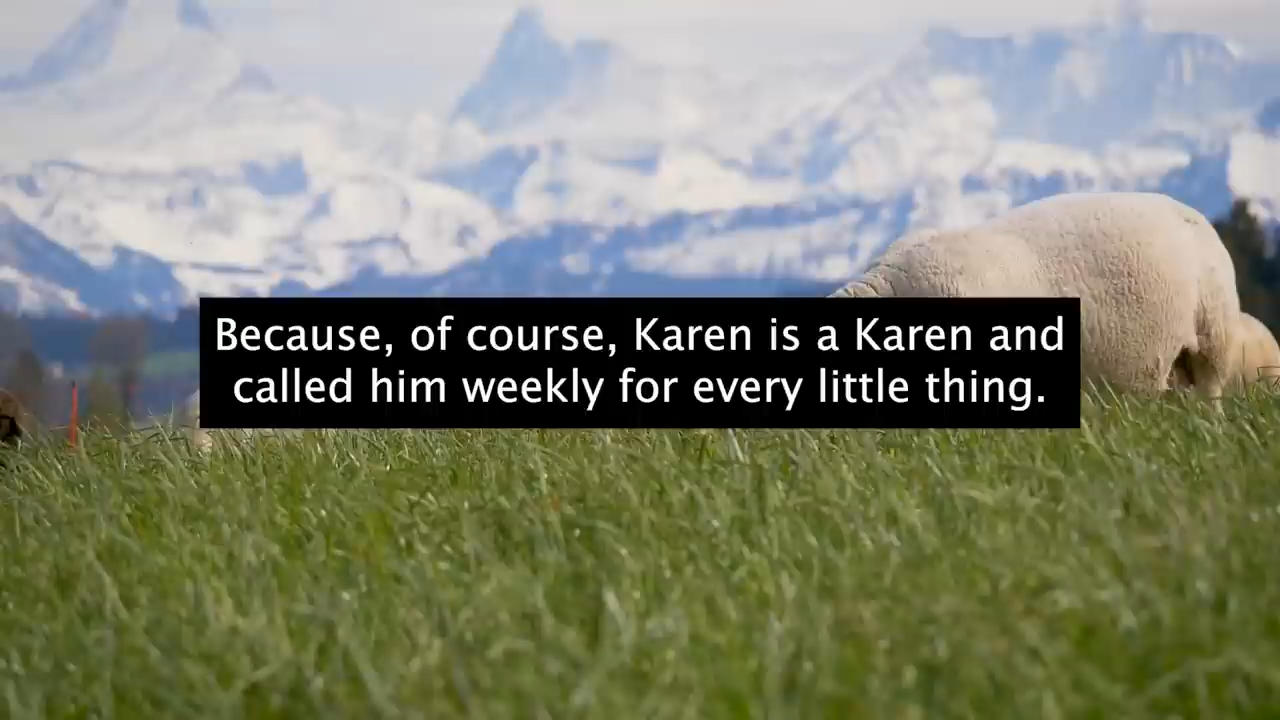 Because, of course, Karen is a Karen and
called him weekly for every little thing.